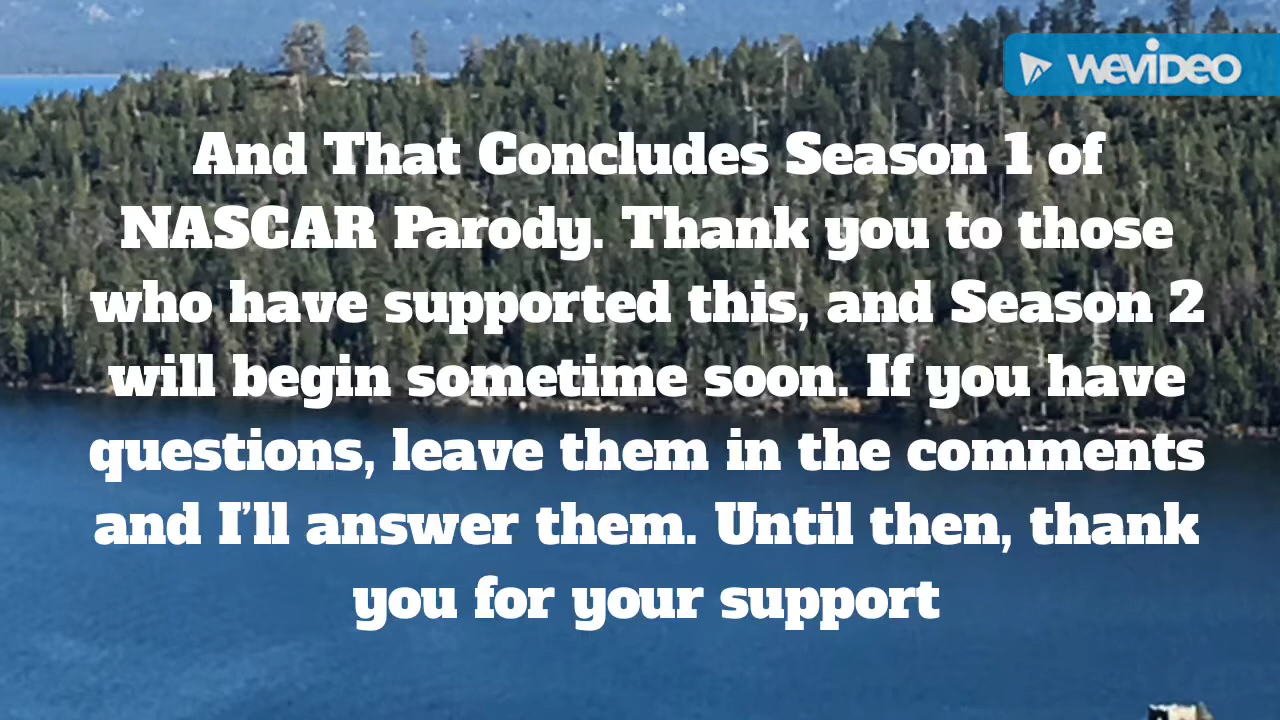 WEVIDEO
And That Concludes Season 1 of
NASCAR Parody. Thank you to those
who have supported this, and Season 2
will begin sometime soon. If you have
questions, leave them in the comments
and I'll answer them. Until then, thank
you for your support